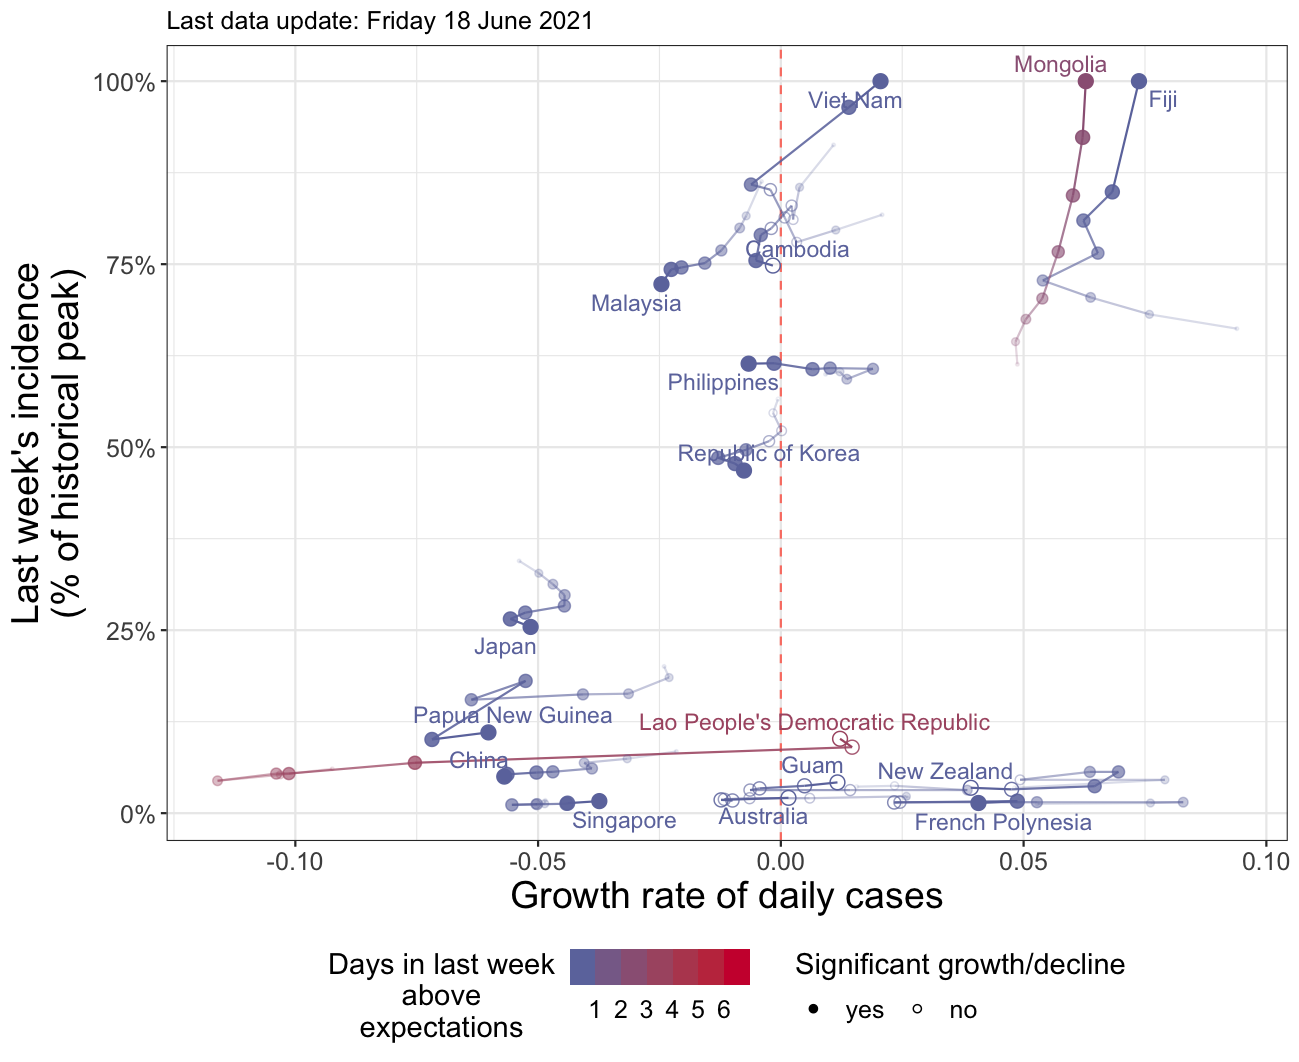 Last data update: Friday 18 June 2021
Last week's incidence
(% of historical peak)
100%
75%
50%
25%
0%
Mongolia
Fiji
Viet Nam
Cambodia
Malaysia
Philippines
Republic of Korea
Japan
Papua New Guinea
Lao People's Democratic Republic
China
Guam
New Zealand
Singapore
Australia
French Polynesia
-0.10
-0.05
0.00
0.05
0.10
Growth rate of daily cases
Days in last week
above
expectations
1 2 3 4 5 6
Significant growth/decline
yes no